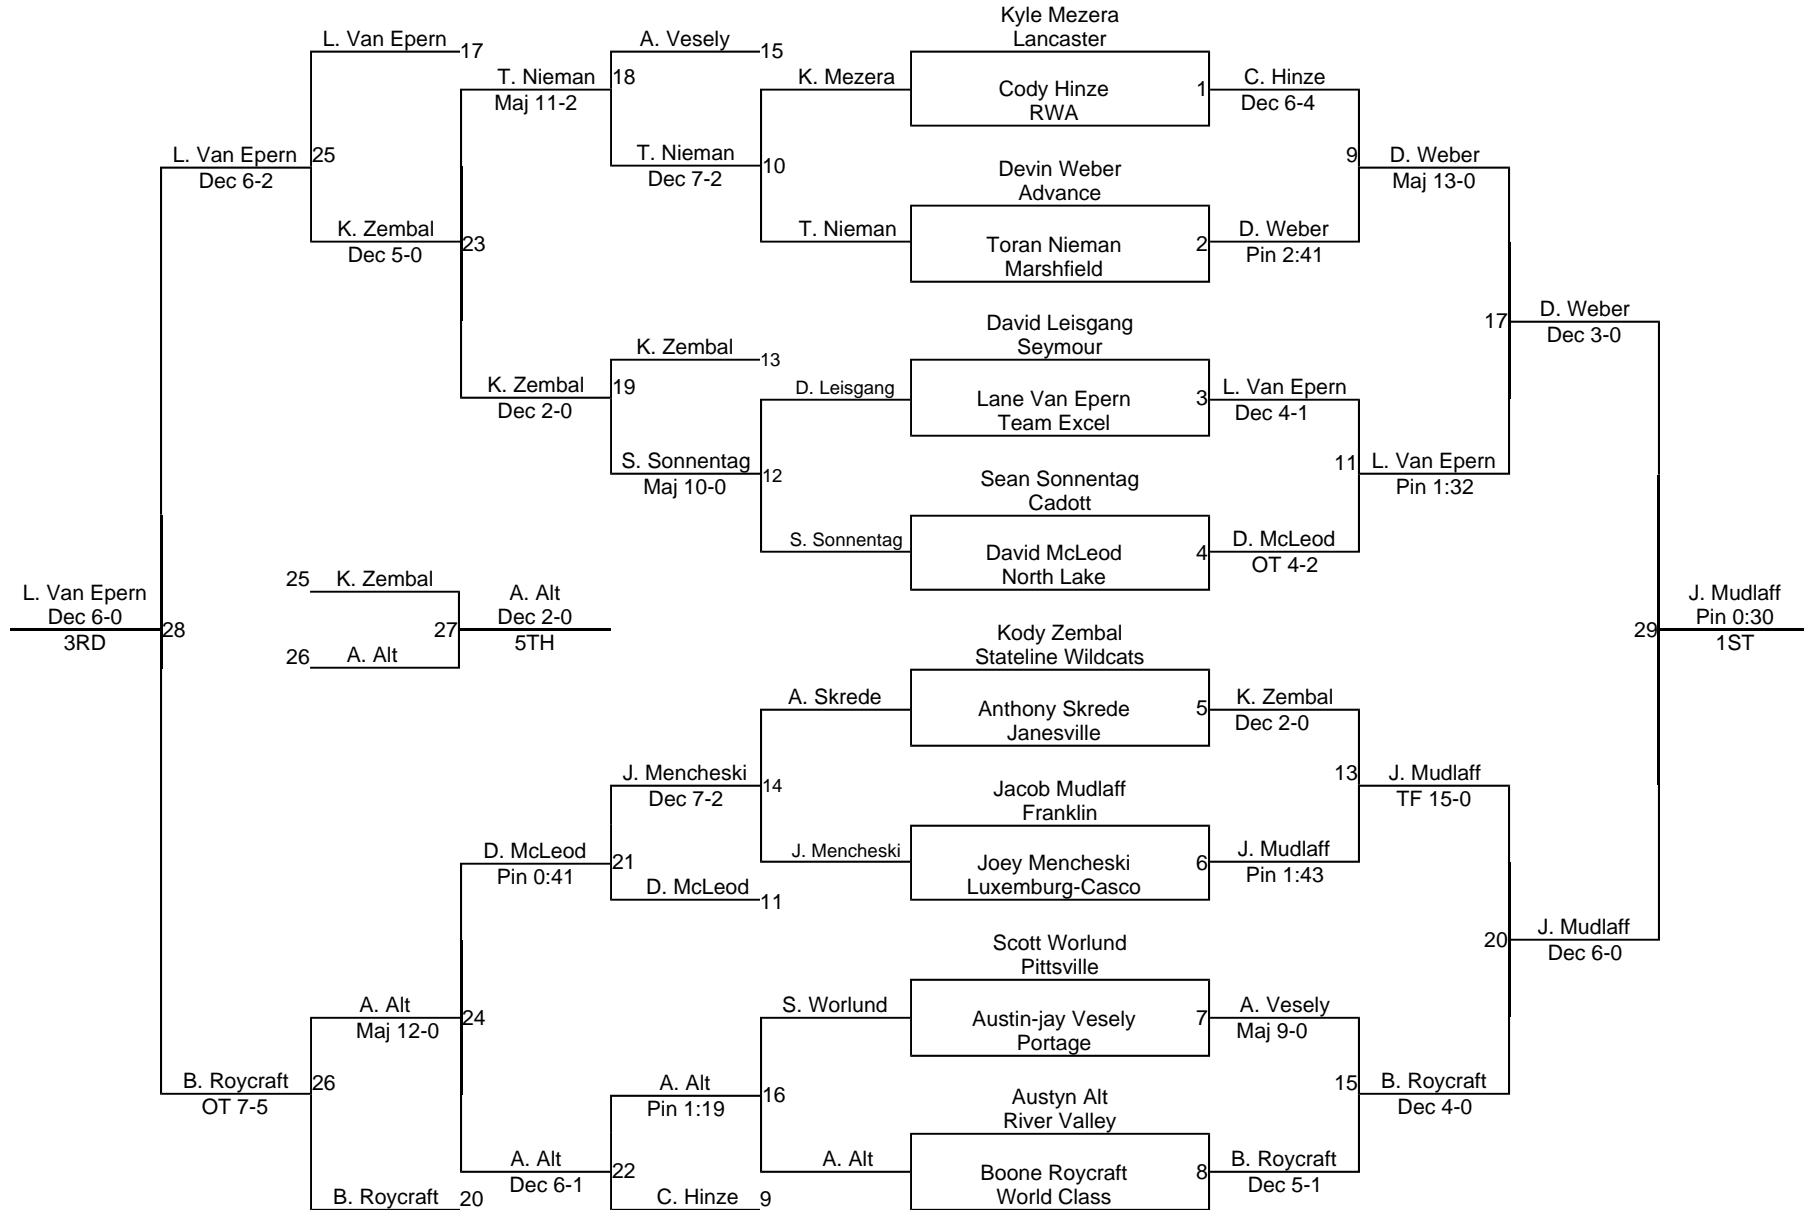 Kyle Mezera
Lancaster
L. Van Epern 17
A. Vesely 15
T. Nieman 18
Maj 11-2
K. Mezera
Cody Hinze 1
RWA
C. Hinze
Dec 6-4
L. Van Epern 25
Dec 6-2
T. Nieman 10
Dec 7-2
Devin Weber
Advance
9 D. Weber
Maj 13-0
K. Zembal 23
Dec 5-0
T. Nieman
Toran Nieman 2
Marshfield
D. Weber
Pin 2:41
David Leisgang
Seymour
17 D. Weber
Dec 3-0
K. Zembal 13
K. Zembal 19
Dec 2-0
D. Leisgang
Lane Van Epern 3
Team Excel
L. Van Epern
Dec 4-1
S. Sonnentag 12
Maj 10-0
Sean Sonnentag
Cadott
11 L. Van Epern
Pin 1:32
S. Sonnentag
David McLeod 4
North Lake
D. McLeod
OT 4-2
L. Van Epern
Dec 6-0
3RD
28
25 K. Zembal
26 A. Alt
27
A. Alt
Dec 2-0
5TH
29
J. Mudlaff
Pin 0:30
1ST
Kody Zembal
Stateline Wildcats
A. Skrede
Anthony Skrede 5
Janesville
K. Zembal
Dec 2-0
J. Mencheski 14
Dec 7-2
Jacob Mudlaff
Franklin
13 J. Mudlaff
TF 15-0
D. McLeod 21
Pin 0:41
J. Mencheski
Joey Mencheski 6
Luxemburg-Casco
J. Mudlaff
Pin 1:43
D. McLeod 11
Scott Worlund
Pittsville
20 J. Mudlaff
Dec 6-0
A. Alt 24
Maj 12-0
S. Worlund
Austin-jay Vesely 7
Portage
A. Vesely
Maj 9-0
B. Roycraft 26
OT 7-5
A. Alt 16
Pin 1:19
Austyn Alt
River Valley
15 B. Roycraft
Dec 4-0
A. Alt 22
Dec 6-1
A. Alt
Boone Roycraft 8
World Class
B. Roycraft
Dec 5-1
B. Roycraft 20
C. Hinze 9